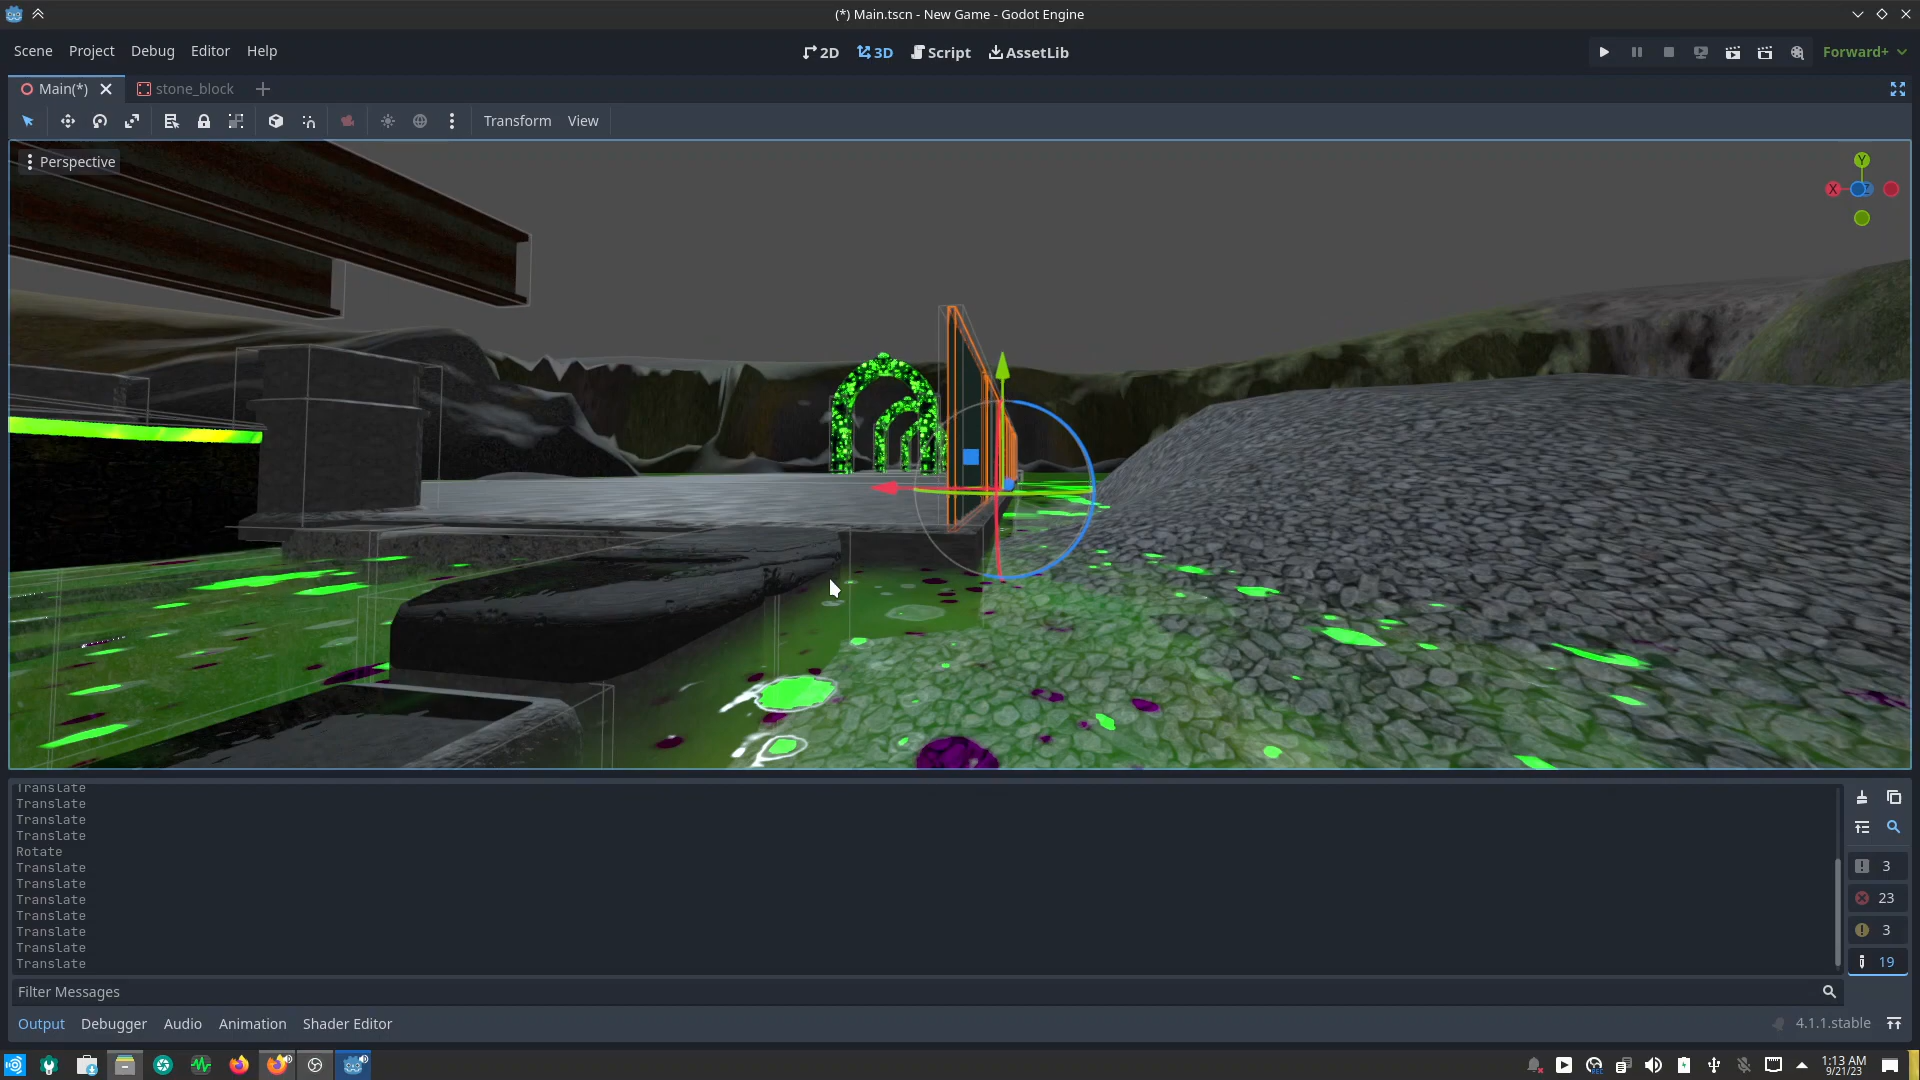 (*) Main.tscn - New Game - Godot Engine
Scene Project Debug Editor Help
2D 3D Script AssetLib
Forward+
Main(*) stone_block
Transform View
Perspective
Y
X Z
Translate
Translate
Translate
Translate
Rotate
Translate
Translate
Translate
Translate
Translate
Translate
Translate
3
23
3
19
Filter Messages
Output Debugger Audio Animation Shader Editor
4.1.1.stable
1:13 AM
9/21/23